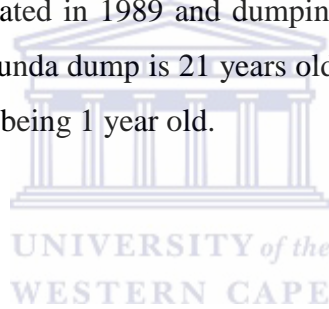 ated in 1989 and dumpin
unda dump is 21 years old
being 1 year old.
UNIVERSITY of the
WESTERN CAPE